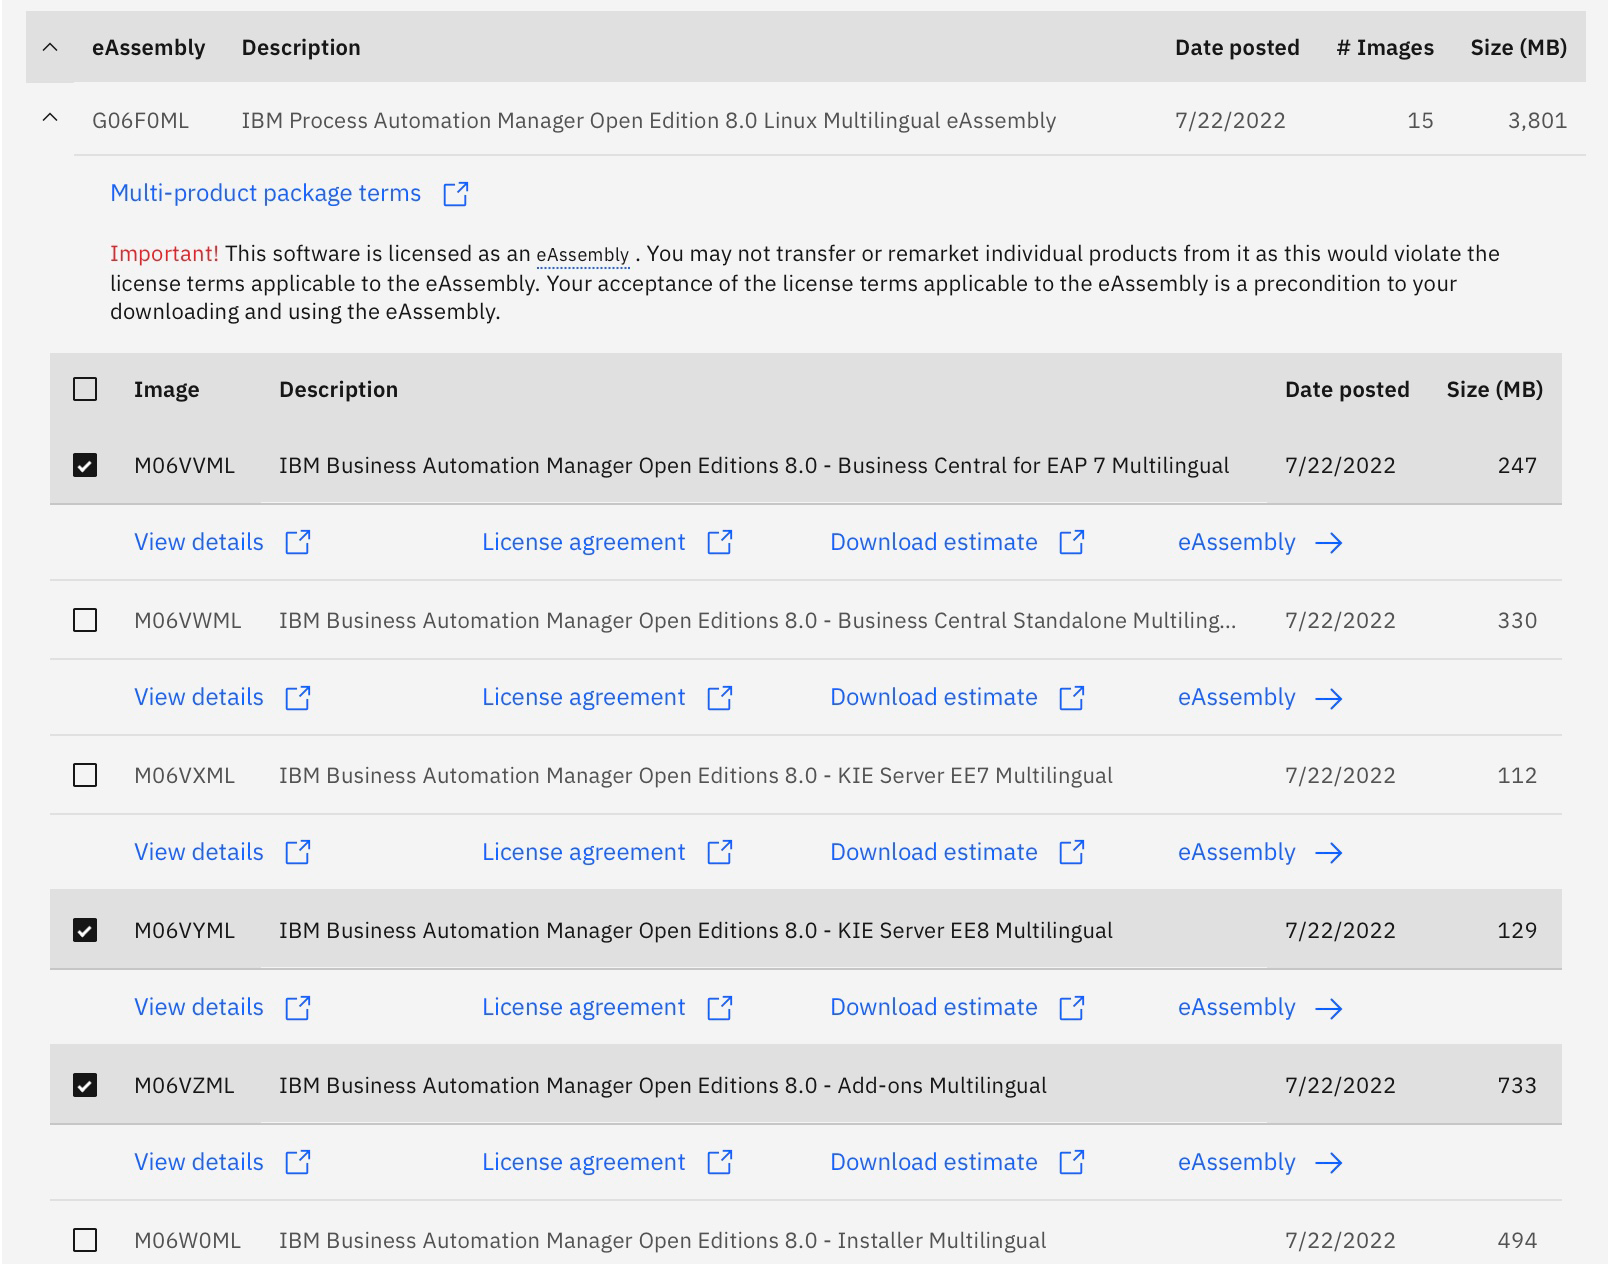 eAssembly Description Date posted # Images Size (MB)
G06F0ML IBM Process Automation Manager Open Edition 8.0 Linux Multilingual eAssembly 7/22/2022 15 3,801
Multi-product package terms
Important! This software is licensed as an eAssembly . You may not transfer or remarket individual products from it as this would violate the
license terms applicable to the eAssembly. Your acceptance of the license terms applicable to the eAssembly is a precondition to your
downloading and using the eAssembly.
Image Description Date posted Size (MB)
M06VVML IBM Business Automation Manager Open Editions 8.0 - Business Central for EAP 7 Multilingual 7/22/2022 247
View details License agreement Download estimate eAssembly
M06VWML IBM Business Automation Manager Open Editions 8.0 - Business Central Standalone Multiling... 7/22/2022 330
View details License agreement Download estimate eAssembly
M06VXML IBM Business Automation Manager Open Editions 8.0 - KIE Server EE7 Multilingual 7/22/2022 112
View details License agreement Download estimate eAssembly
M06VYML IBM Business Automation Manager Open Editions 8.0 - KIE Server EE8 Multilingual 7/22/2022 129
View details License agreement Download estimate eAssembly
M06VZML IBM Business Automation Manager Open Editions 8.0 - Add-ons Multilingual 7/22/2022 733
View details License agreement Download estimate eAssembly
M06W0ML IBM Business Automation Manager Open Editions 8.0 - Installer Multilingual 7/22/2022 494